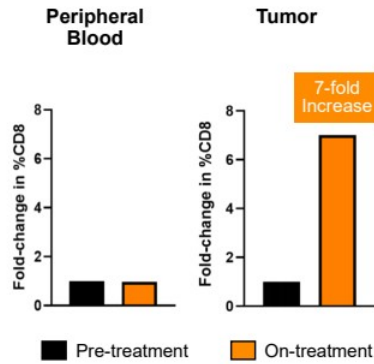 Peripheral
Blood
Fold-change in %CD8
8
6
4
2
0
Tumor
7-fold
Increase
Fold-change in %CD8
8
6
4
2
0
Pre-treatment
On-treatment